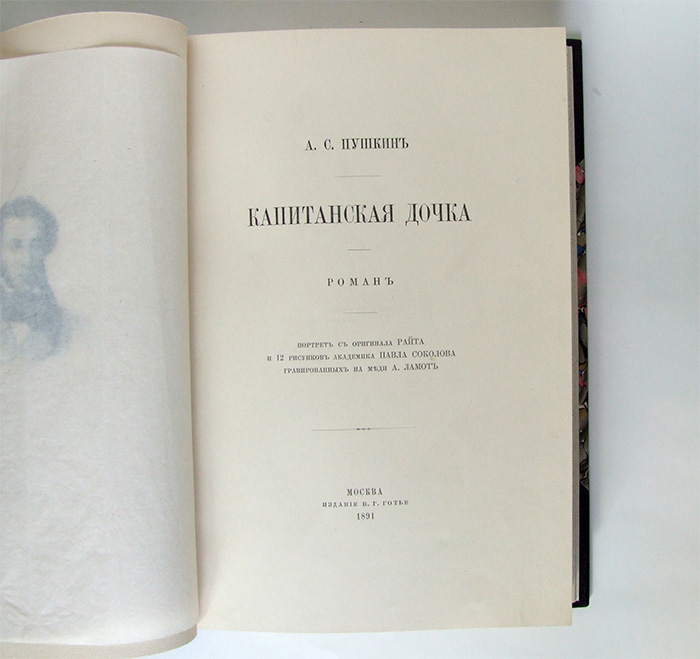 А. С. ПУШКИНЪ
КАПИТАНСКАЯ ДОЧКА
РОМАНЪ
ПОРТРЕТЪ СЪ ОРИГИНАЛА РАЙТА
И 12 РИСУНКОВЪ АКАДЕМИКА ПАВЛА СОКОЛОВА
ГРАВИРОВАННЫХЪ НА МѢДИ А. ЛАМОТЪ
МОСКВА
ИЗДАНІЕ В. Г. ГОТЬЕ
1891